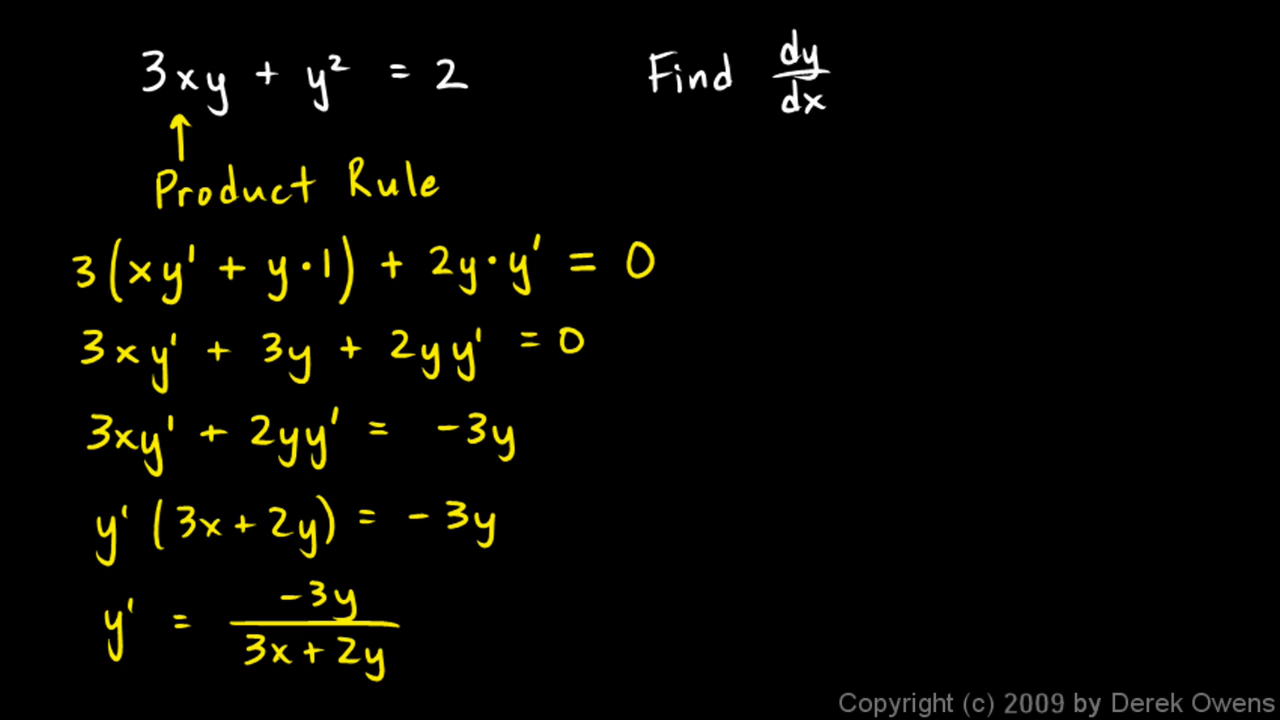 3xy + y² = 2 Find dy/dx
↑
Product Rule
3(xy' + y·1) + 2y·y' = 0
3xy' + 3y + 2yy' = 0
3xy' + 2yy' = -3y
y'(3x + 2y) = -3y
y' = -3y/(3x + 2y)
Copyright (c) 2009 by Derek Owens